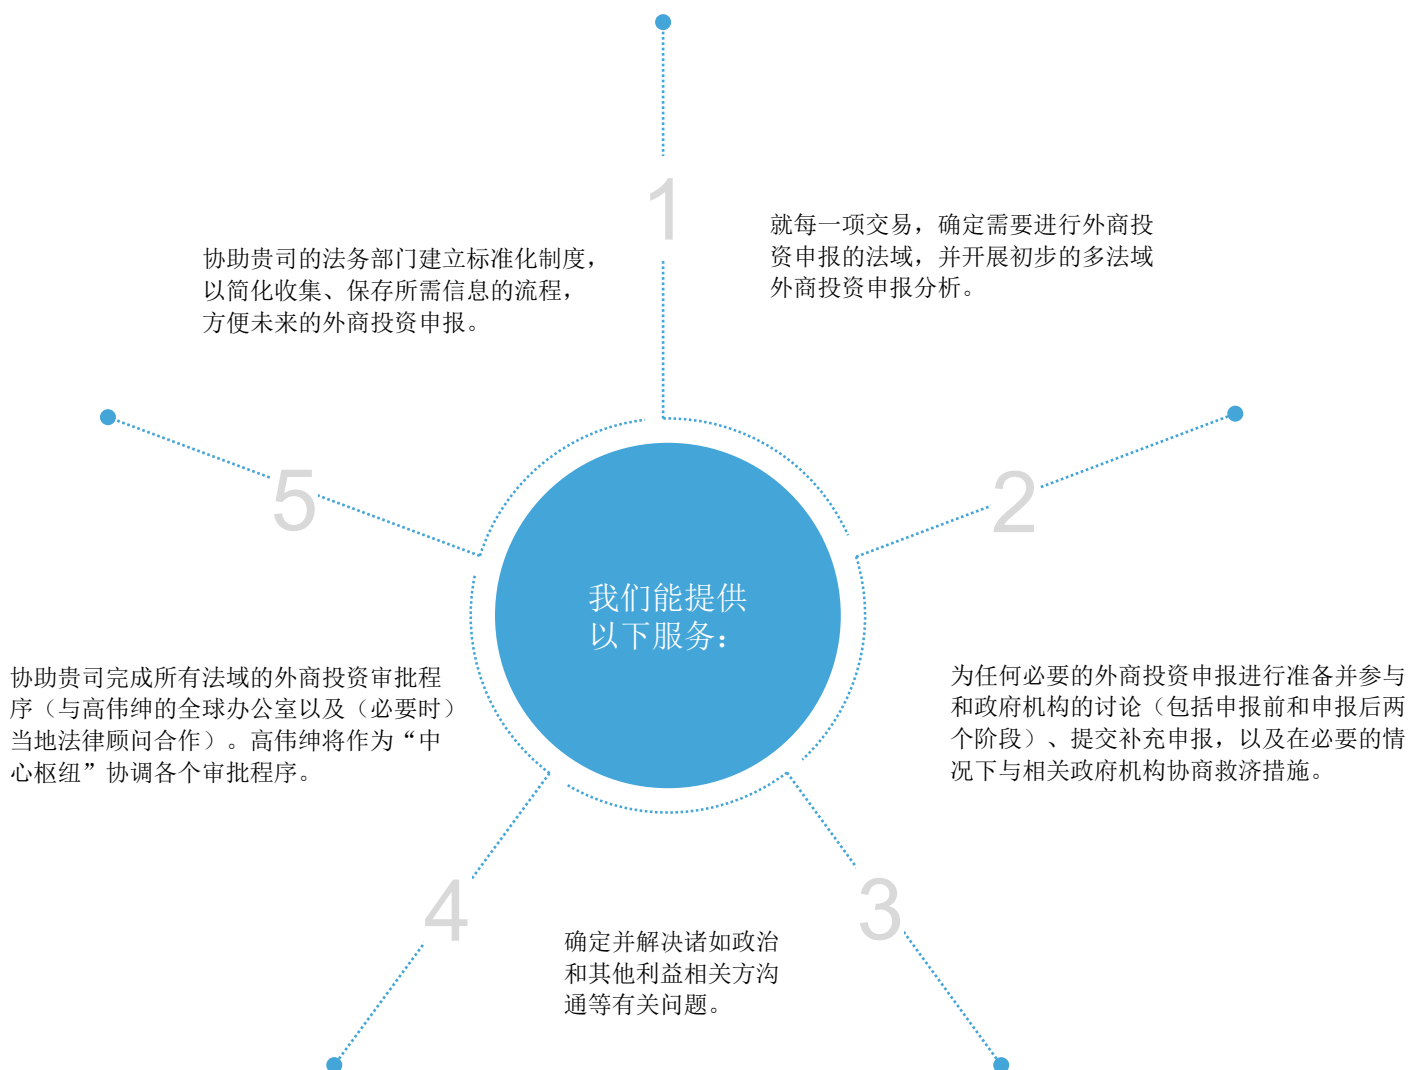 我们能提供
以下服务：
1
就每一项交易，确定需要进行外商投
资申报的法域，并开展初步的多法域
外商投资申报分析。
2
为任何必要的外商投资申报进行准备并参与
和政府机构的讨论（包括申报前和申报后两
个阶段）、提交补充申报，以及在必要的情
况下与相关政府机构协商救济措施。
3
确定并解决诸如政治
和其他利益相关方沟
通等有关问题。
4
协助贵司完成所有法域的外商投资审批程
序（与高伟绅的全球办公室以及（必要时）
当地法律顾问合作）。高伟绅将作为“中
心枢纽”协调各个审批程序。
5
协助贵司的法务部门建立标准化制度，
以简化收集、保存所需信息的流程，
方便未来的外商投资申报。